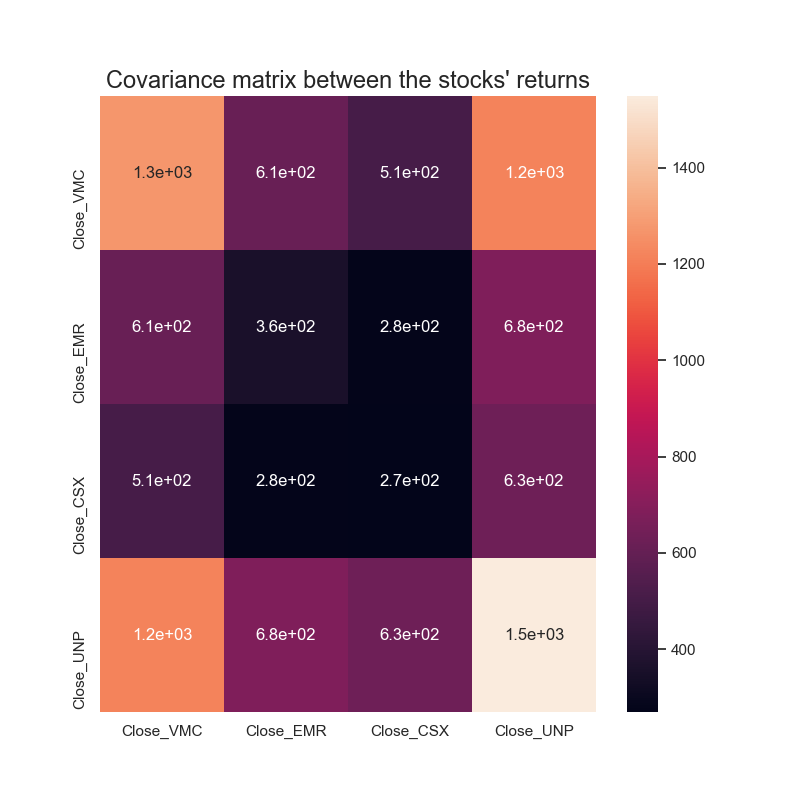 Covariance matrix between the stocks' returns
Close_VMC 1.3e+03 6.1e+02 5.1e+02 1.2e+03
Close_EMR 6.1e+02 3.6e+02 2.8e+02 6.8e+02
Close_CSX 5.1e+02 2.8e+02 2.7e+02 6.3e+02
Close_UNP 1.2e+03 6.8e+02 6.3e+02 1.5e+03
Close_VMC Close_EMR Close_CSX Close_UNP
1400
1200
1000
800
600
400